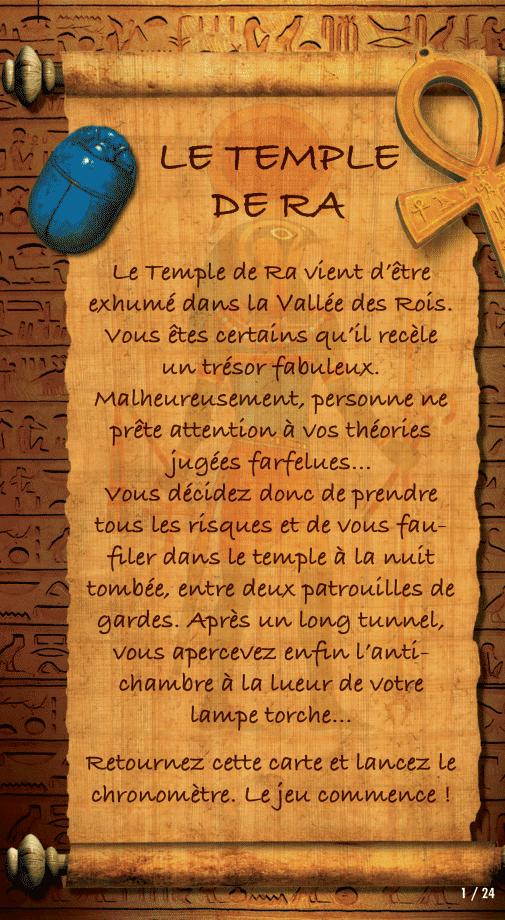 LE TEMPLE
DE RA
Le Temple de Ra vient d'être
exhumé dans la Vallée des Rois.
Vous êtes certains qu'il recèle
un trésor fabuleux.
Malheureusement, personne ne
prête attention à vos théories
jugées farfelues...
Vous décidez donc de prendre
tous les risques et de vous fau-
filer dans le temple à la nuit
tombée, entre deux patrouilles de
gardes. Après un long tunnel,
vous apercevez enfin l'anti-
chambre à la lueur de votre
lampe torche...
Retournez cette carte et lancez le
chronomètre. Le jeu commence !
1 / 24